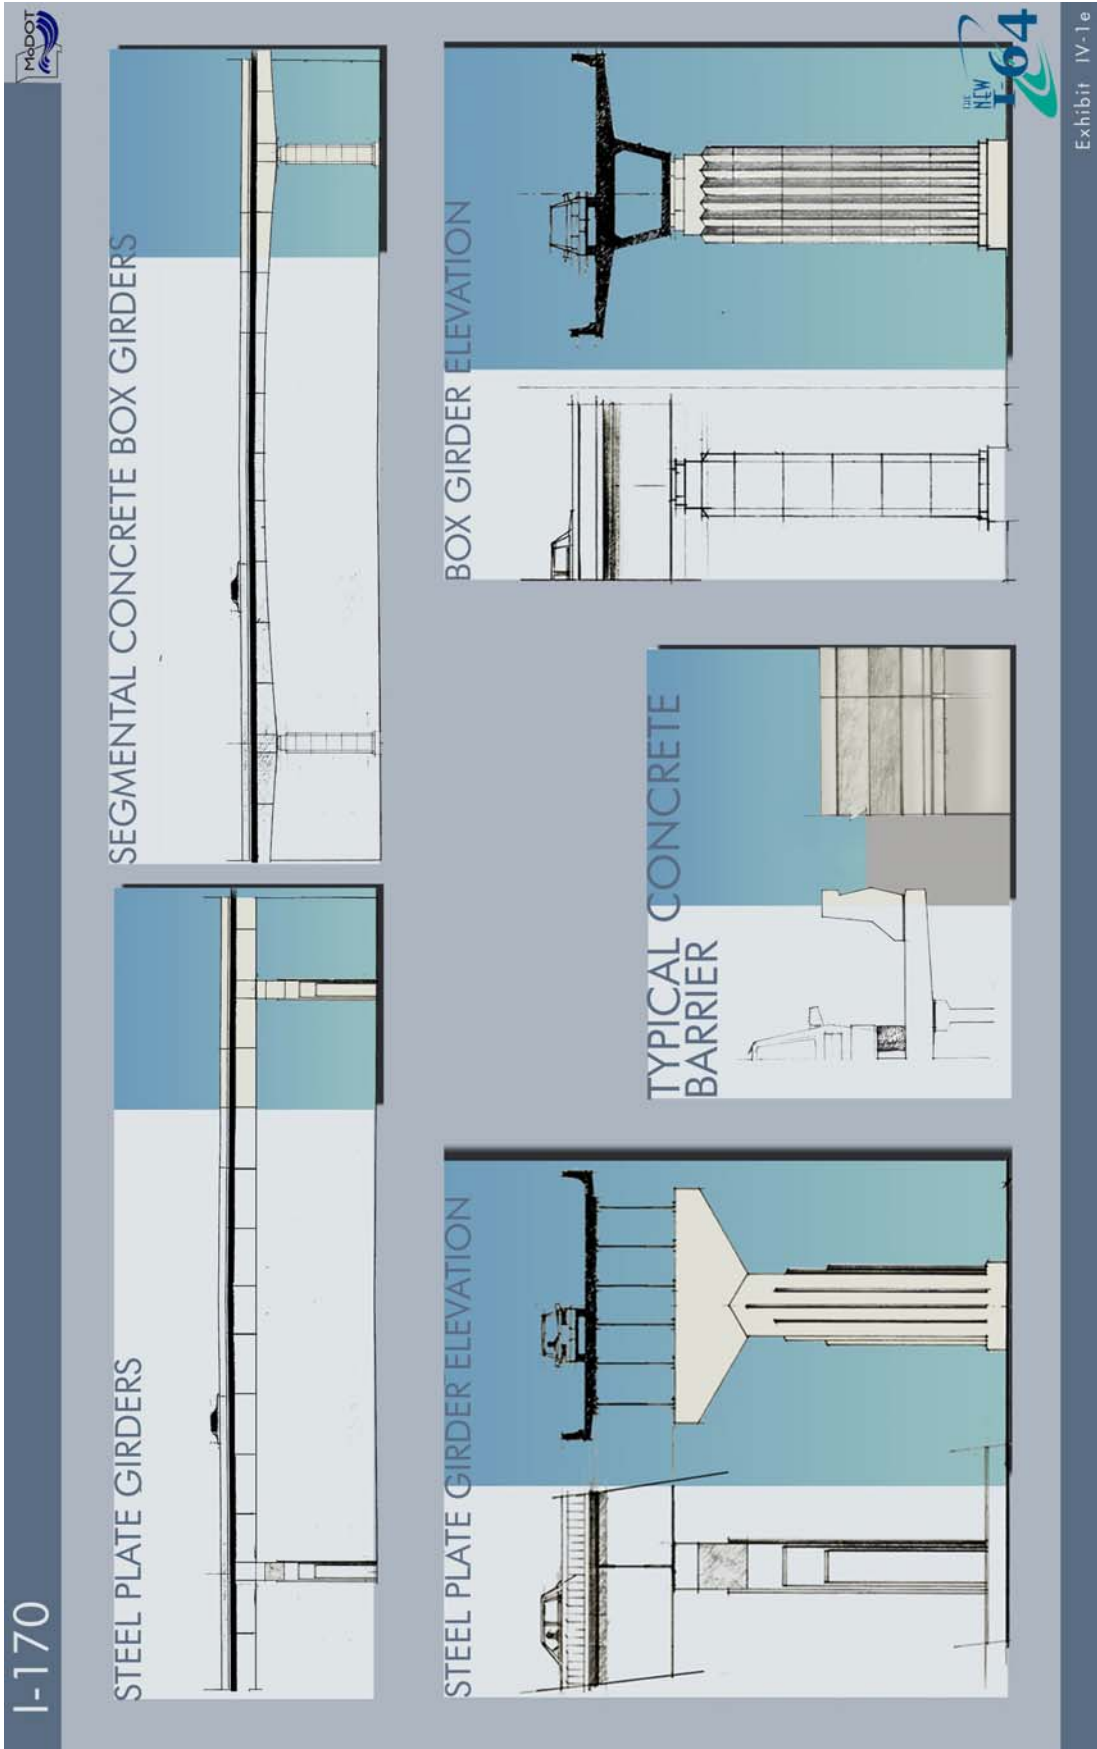 I-170
MoDOT
STEEL PLATE GIRDERS
SEGMENTAL CONCRETE BOX GIRDERS
STEEL PLATE GIRDER ELEVATION
TYPICAL CONCRETE
BARRIER
BOX GIRDER ELEVATION
THE
NEW
I-64
Exhibit IV-1e